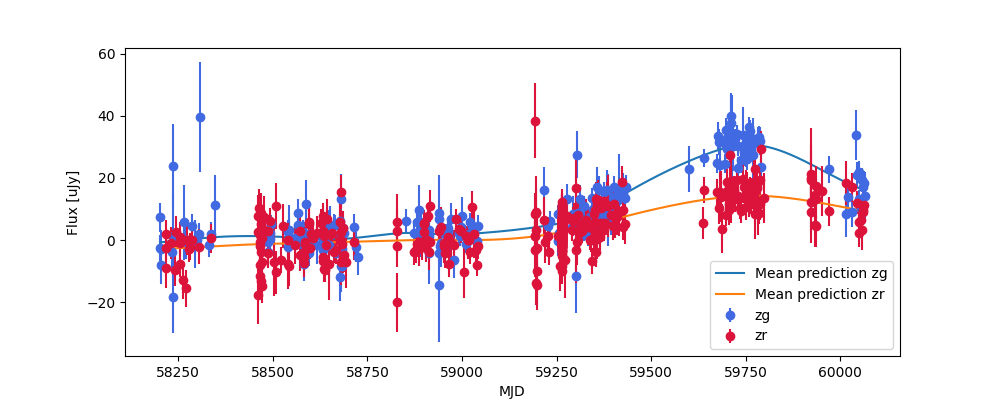 60
40
20
0
−20
Flux [uJy]
58250 58500 58750 59000 59250 59500 59750 60000
MJD
Mean prediction zg
Mean prediction zr
zg
zr